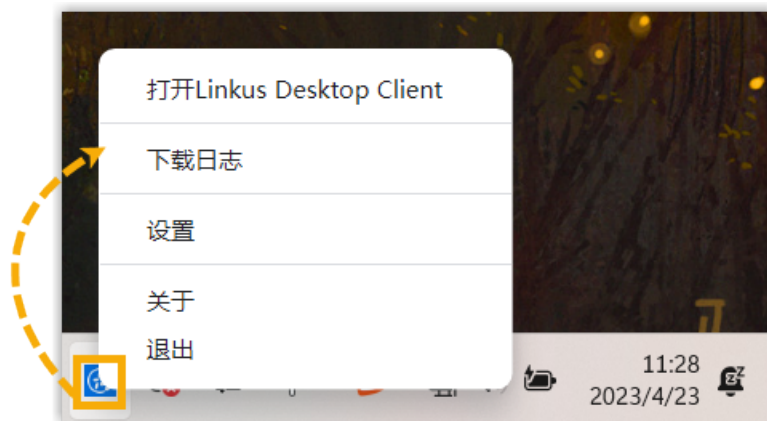 打开Linkus Desktop Client
下载日志
设置
关于
退出
11:28
2023/4/23